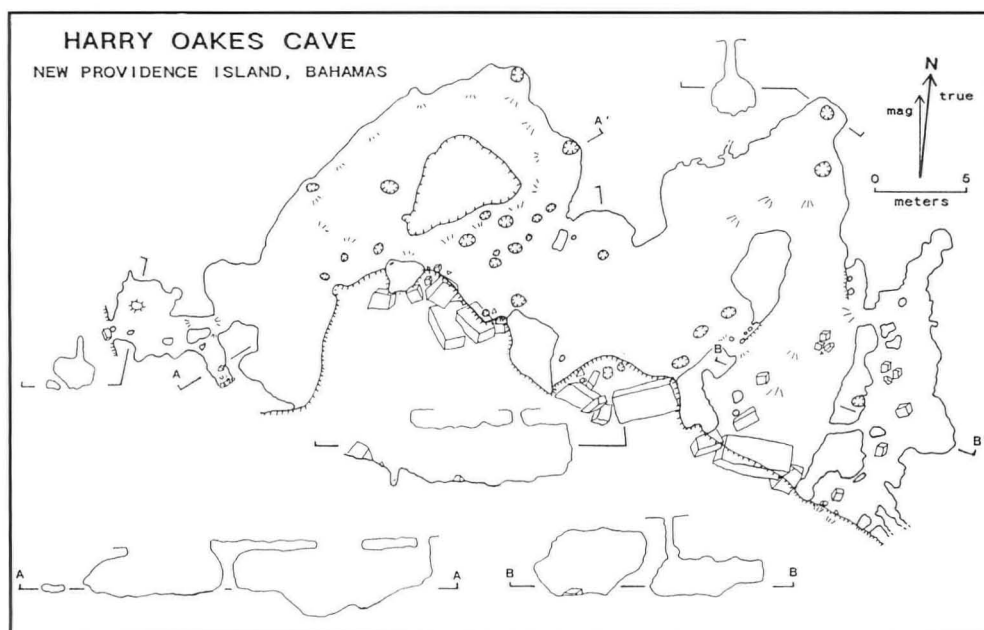 HARRY OAKES CAVE
NEW PROVIDENCE ISLAND, BAHAMAS
N
mag
true
0 5
meters
A'
A
B
B
A A
B B